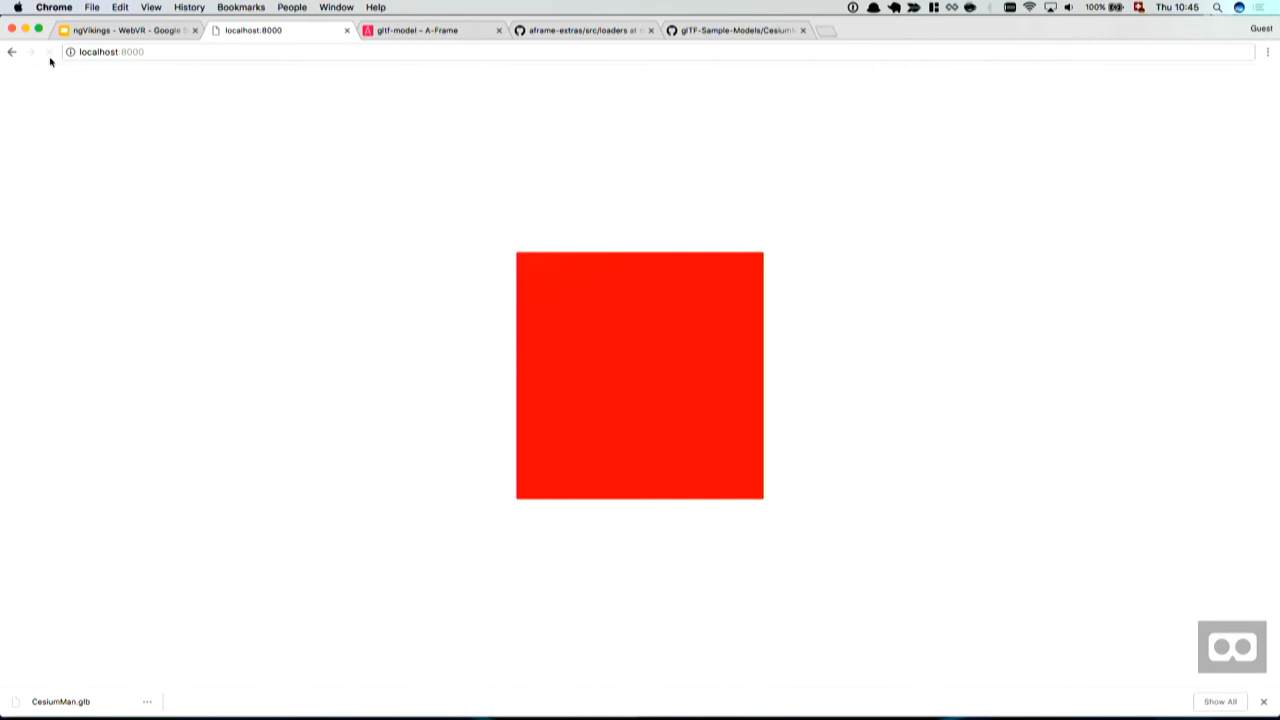 Chrome File Edit View History Bookmarks People Window Help 100% Thu 10:45
ngVikings - WebVR - Google S localhost:8000 gltf-model – A-Frame aframe-extras/src/loaders at glTF-Sample-Models/Cesium Guest
localhost:8000
CesiumMan.glb
Show All